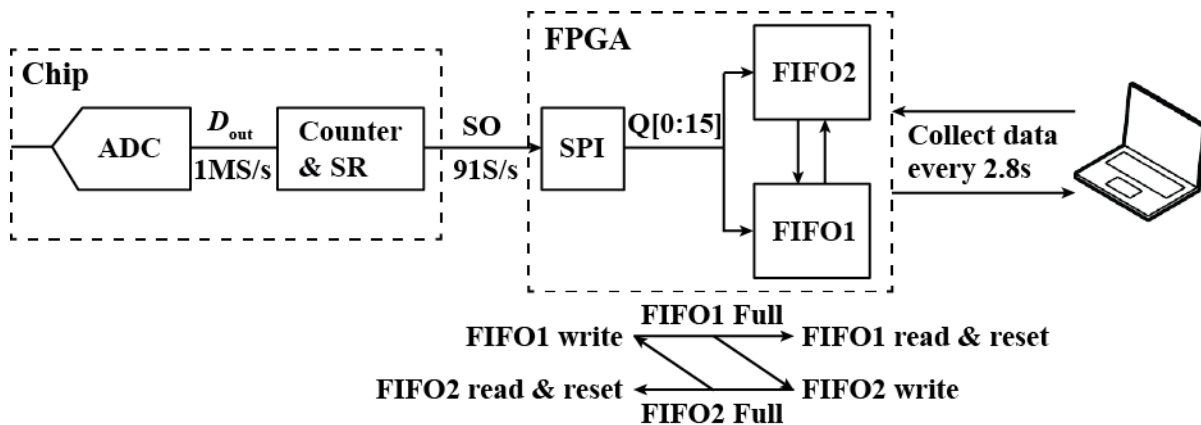 FPGA
Chip
FIFO2
D_out
Counter
SO
Q[0:15]
ADC
& SR
SPI
Collect data
1MS/s
91S/s
every 2.8s
FIFO1
FIFO1 Full
FIFO1 write
FIFO1 read & reset
FIFO2 read & reset
FIFO2 write
FIFO2 Full